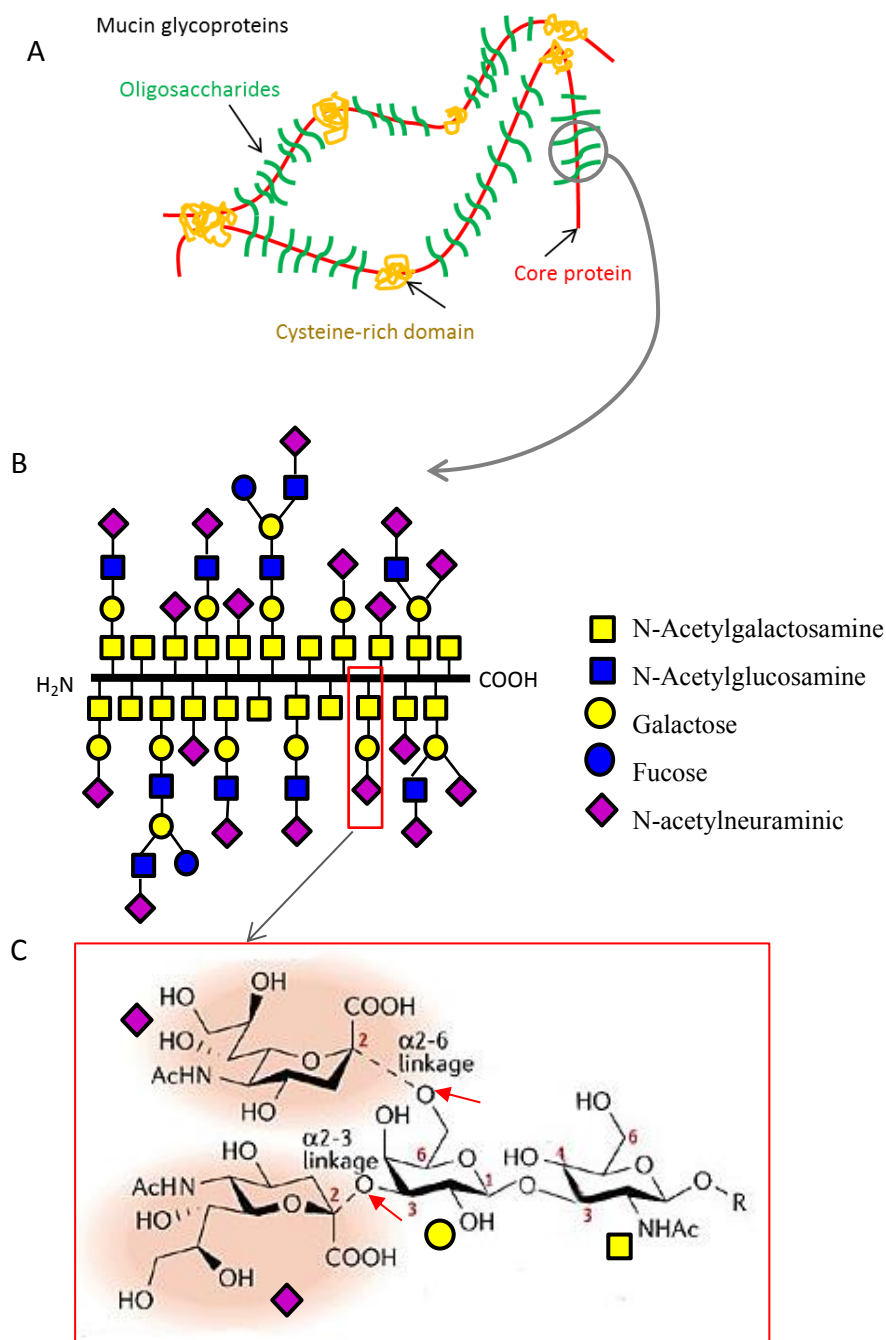 Mucin glycoproteins
A
Oligosaccharides
Core protein
Cysteine-rich domain
B
H₂N
COOH
N-Acetylgalactosamine
N-Acetylglucosamine
Galactose
Fucose
N-acetylneuraminic
C
OH
HO
COOH
HO
2
α2-6
linkage
O
AcHN
HO
O
OH
HO
6
α2-3
linkage
6
O
HO
4
O
AcHN
2
O
1
O
O
R
HO
O
3
OH
3
NHAc
COOH
OH
HO